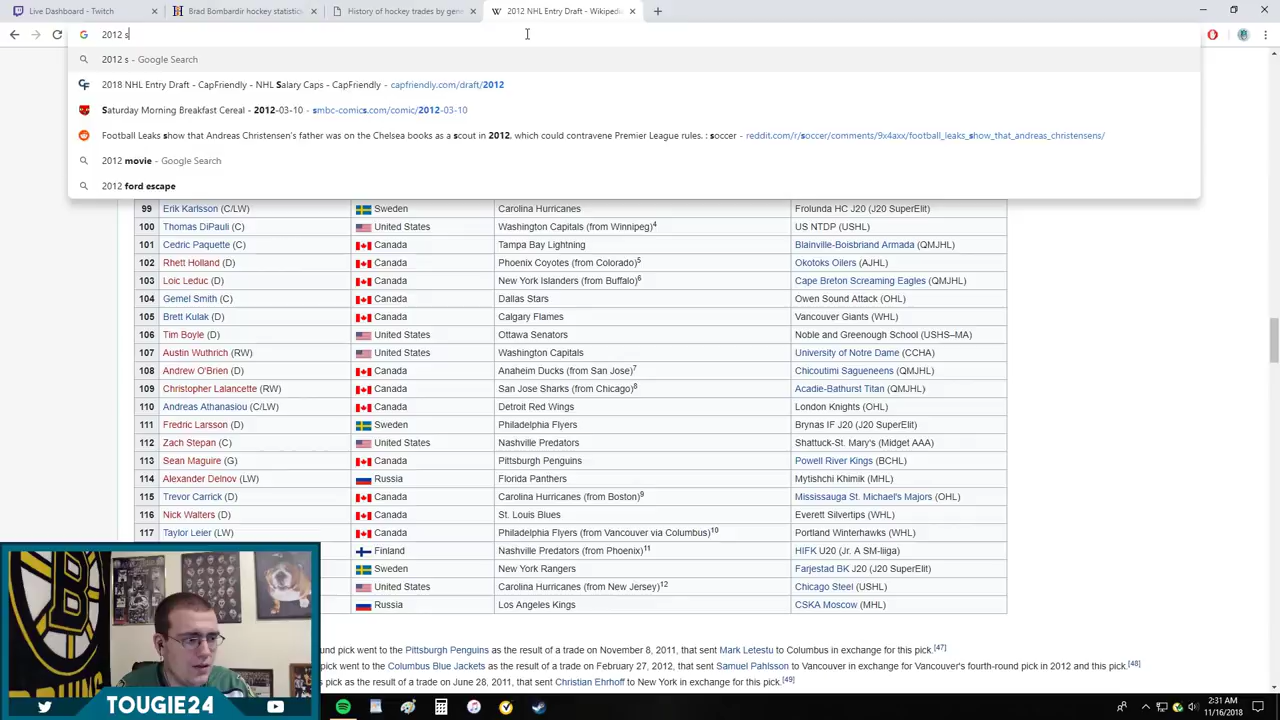 Live Dashboard - Twitch
Brad Bombardir hockey statistic
History of hockey trades by gene
2012 NHL Entry Draft - Wikipedi
2012 s
2012 s - Google Search
2018 NHL Entry Draft - CapFriendly - NHL Salary Caps - CapFriendly - capfriendly.com/draft/2012
Saturday Morning Breakfast Cereal - 2012-03-10 - smbc-comics.com/comic/2012-03-10
Football Leaks show that Andreas Christensen's father was on the Chelsea books as a scout in 2012, which could contravene Premier League rules. : soccer - reddit.com/r/soccer/comments/9x4axx/football_leaks_show_that_andreas_christensens/
2012 movie - Google Search
2012 ford escape
99 Erik Karlsson (C/LW) Sweden Carolina Hurricanes Frolunda HC J20 (J20 SuperElit)
100 Thomas DiPauli (C) United States Washington Capitals (from Winnipeg)4 US NTDP (USHL)
101 Cedric Paquette (C) Canada Tampa Bay Lightning Blainville-Boisbriand Armada (QMJHL)
102 Rhett Holland (D) Canada Phoenix Coyotes (from Colorado)5 Okotoks Oilers (AJHL)
103 Loic Leduc (D) Canada New York Islanders (from Buffalo)6 Cape Breton Screaming Eagles (QMJHL)
104 Gemel Smith (C) Canada Dallas Stars Owen Sound Attack (OHL)
105 Brett Kulak (D) Canada Calgary Flames Vancouver Giants (WHL)
106 Tim Boyle (D) United States Ottawa Senators Noble and Greenough School (USHS–MA)
107 Austin Wuthrich (RW) United States Washington Capitals University of Notre Dame (CCHA)
108 Andrew O'Brien (D) Canada Anaheim Ducks (from San Jose)7 Chicoutimi Sagueneens (QMJHL)
109 Christopher Lalancette (RW) Canada San Jose Sharks (from Chicago)8 Acadie-Bathurst Titan (QMJHL)
110 Andreas Athanasiou (C/LW) Canada Detroit Red Wings London Knights (OHL)
111 Fredric Larsson (D) Sweden Philadelphia Flyers Brynas IF J20 (J20 SuperElit)
112 Zach Stepan (C) United States Nashville Predators Shattuck-St. Mary's (Midget AAA)
113 Sean Maguire (G) Canada Pittsburgh Penguins Powell River Kings (BCHL)
114 Alexander Delnov (LW) Russia Florida Panthers Mytishchi Khimik (MHL)
115 Trevor Carrick (D) Canada Carolina Hurricanes (from Boston)9 Mississauga St. Michael's Majors (OHL)
116 Nick Walters (D) Canada St. Louis Blues Everett Silvertips (WHL)
117 Taylor Leier (LW) Canada Philadelphia Flyers (from Vancouver via Columbus)10 Portland Winterhawks (WHL)
Finland Nashville Predators (from Phoenix)11 HIFK U20 (Jr. A SM-liiga)
Sweden New York Rangers Farjestad BK J20 (J20 SuperElit)
United States Carolina Hurricanes (from New Jersey)12 Chicago Steel (USHL)
Russia Los Angeles Kings CSKA Moscow (MHL)
und pick went to the Pittsburgh Penguins as the result of a trade on November 8, 2011, that sent Mark Letestu to Columbus in exchange for this pick.[47]
pick went to the Columbus Blue Jackets as the result of a trade on February 27, 2012, that sent Samuel Pahlsson to Vancouver in exchange for Vancouver's fourth-round pick in 2012 and this pick.[48]
s pick as the result of a trade on June 28, 2011, that sent Christian Ehrhoff to New York in exchange for this pick.[49]
TOUGIE24
2:31 AM
11/16/2018